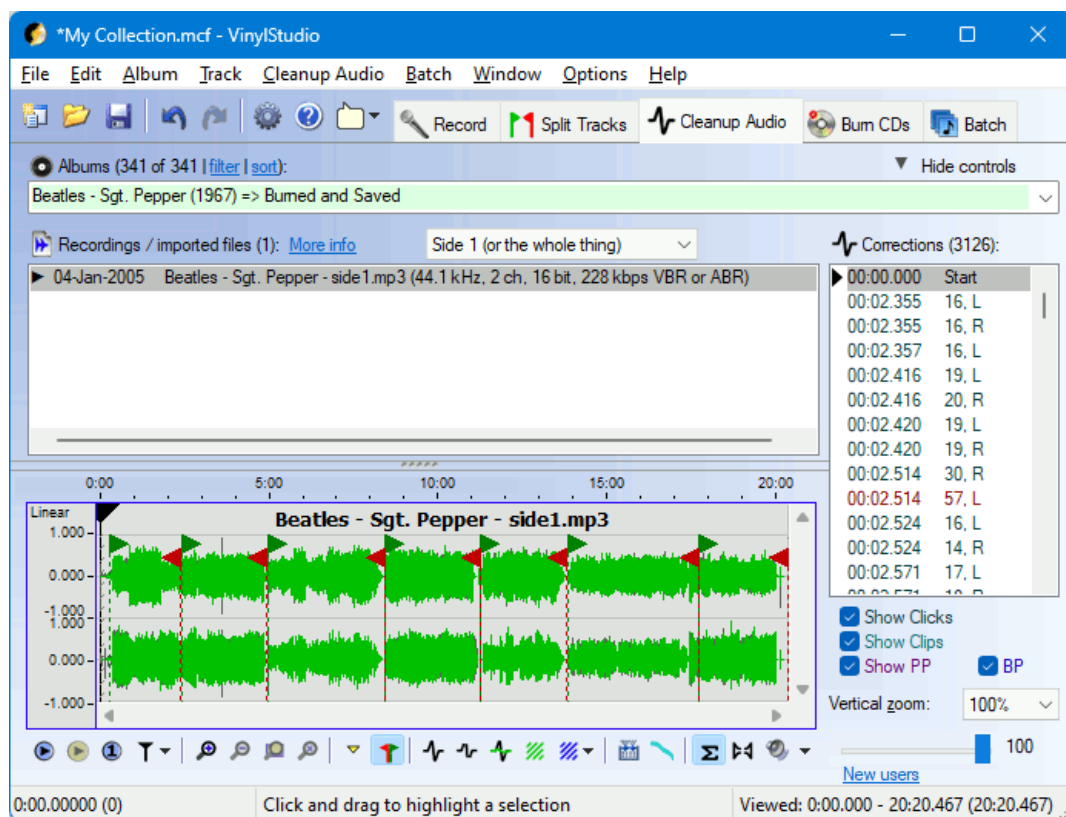 *My Collection.mcf - VinylStudio
File Edit Album Track Cleanup Audio Batch Window Options Help
Record Split Tracks Cleanup Audio Burn CDs Batch
Albums (341 of 341 | filter | sort): Hide controls
Beatles - Sgt. Pepper (1967) => Burned and Saved
Recordings / imported files (1): More info Side 1 (or the whole thing) Corrections (3126):
04-Jan-2005 Beatles - Sgt. Pepper - side1.mp3 (44.1 kHz, 2 ch, 16 bit, 228 kbps VBR or ABR)
00:00.000 Start
00:02.355 16, L
00:02.355 16, R
00:02.357 16, L
00:02.416 19, L
00:02.416 20, R
00:02.420 19, L
00:02.420 19, R
00:02.514 30, R
00:02.514 57, L
00:02.524 16, L
00:02.524 14, R
00:02.571 17, L
0:00 5:00 10:00 15:00 20:00
Linear
Beatles - Sgt. Pepper - side1.mp3
1.000
0.000
-1.000
1.000
0.000
-1.000
Show Clicks
Show Clips
Show PP BP
Vertical zoom: 100%
100
New users
0:00.00000 (0) Click and drag to highlight a selection Viewed: 0:00.000 - 20:20.467 (20:20.467)